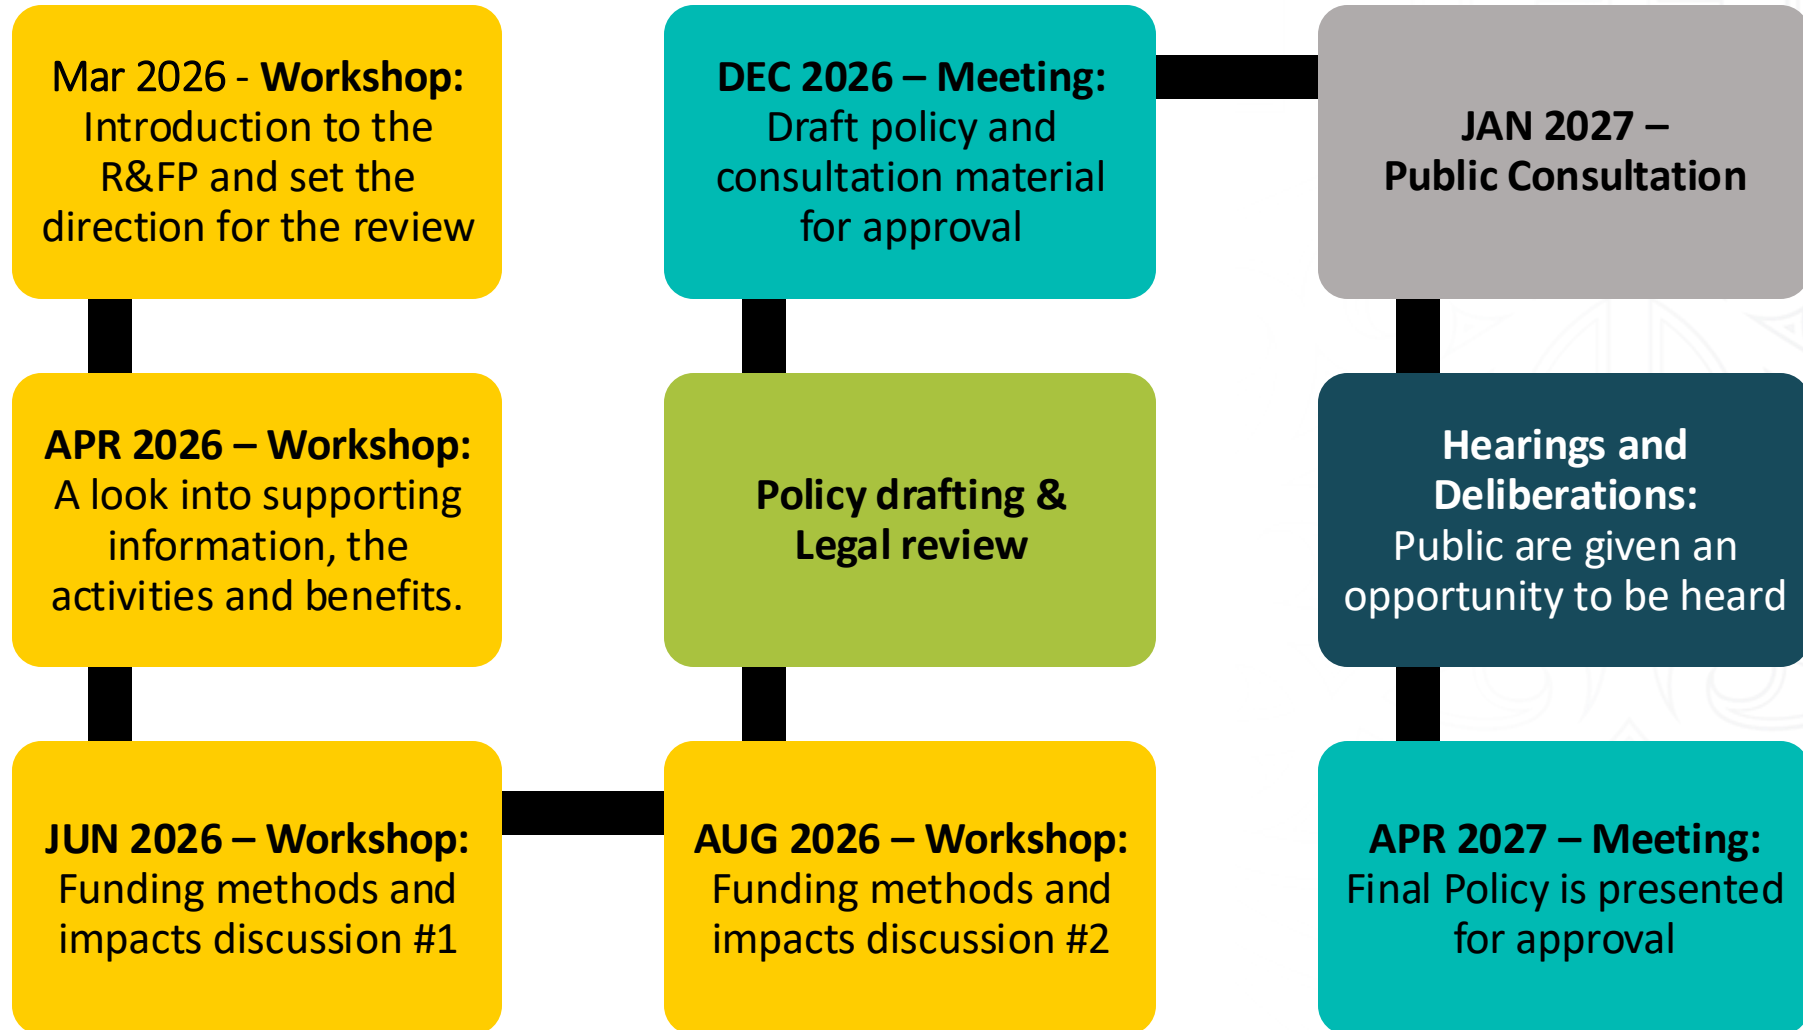 Mar 2026 - Workshop:
Introduction to the
R&FP and set the
direction for the review
APR 2026 – Workshop:
A look into supporting
information, the
activities and benefits.
JUN 2026 – Workshop:
Funding methods and
impacts discussion #1
AUG 2026 – Workshop:
Funding methods and
impacts discussion #2
Policy drafting &
Legal review
DEC 2026 – Meeting:
Draft policy and
consultation material
for approval
JAN 2027 –
Public Consultation
Hearings and
Deliberations:
Public are given an
opportunity to be heard
APR 2027 – Meeting:
Final Policy is presented
for approval